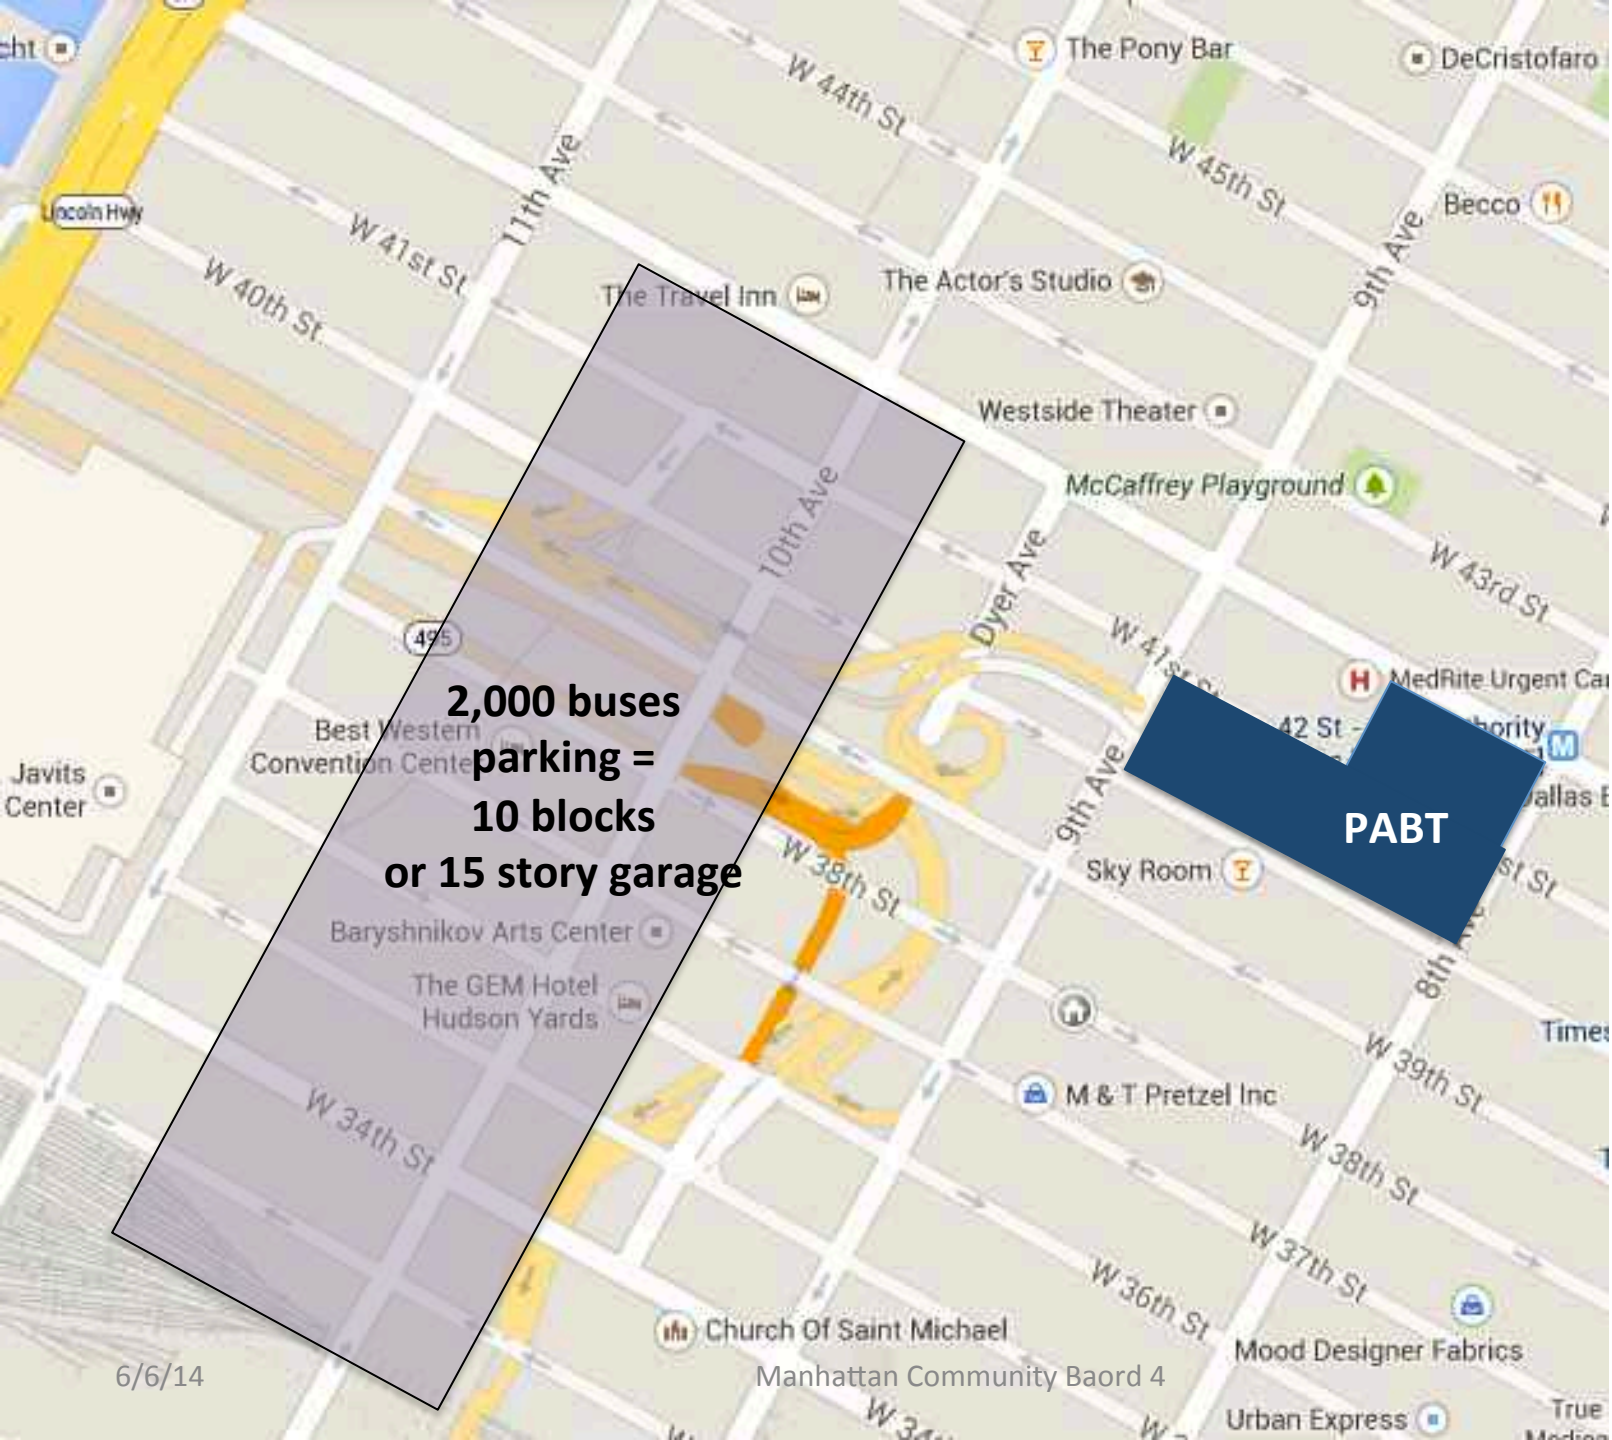 cht
The Pony Bar
DeCristofaro
W 44th St
11th Ave
W 45th St
Becco
Lincoln Hwy
W 41st St
9th Ave
W 40th St
The Travel Inn
The Actor's Studio
Westside Theater
McCaffrey Playground
10th Ave
W 43rd St
Dyer Ave
495
W 41st
MedRite Urgent Car
2,000 buses
parking =
10 blocks
or 15 story garage
42 St -
hority
Best Western
Convention Cente
Javits
Center
9th Ave
PABT
Sky Room
W 38th St
st St
Baryshnikov Arts Center
The GEM Hotel
Hudson Yards
8th Ave
Times
W 39th St
M & T Pretzel Inc
W 34th St
W 38th St
W 37th St
W 36th St
Church Of Saint Michael
Mood Designer Fabrics
6/6/14
Manhattan Community Baord 4
Urban Express
True